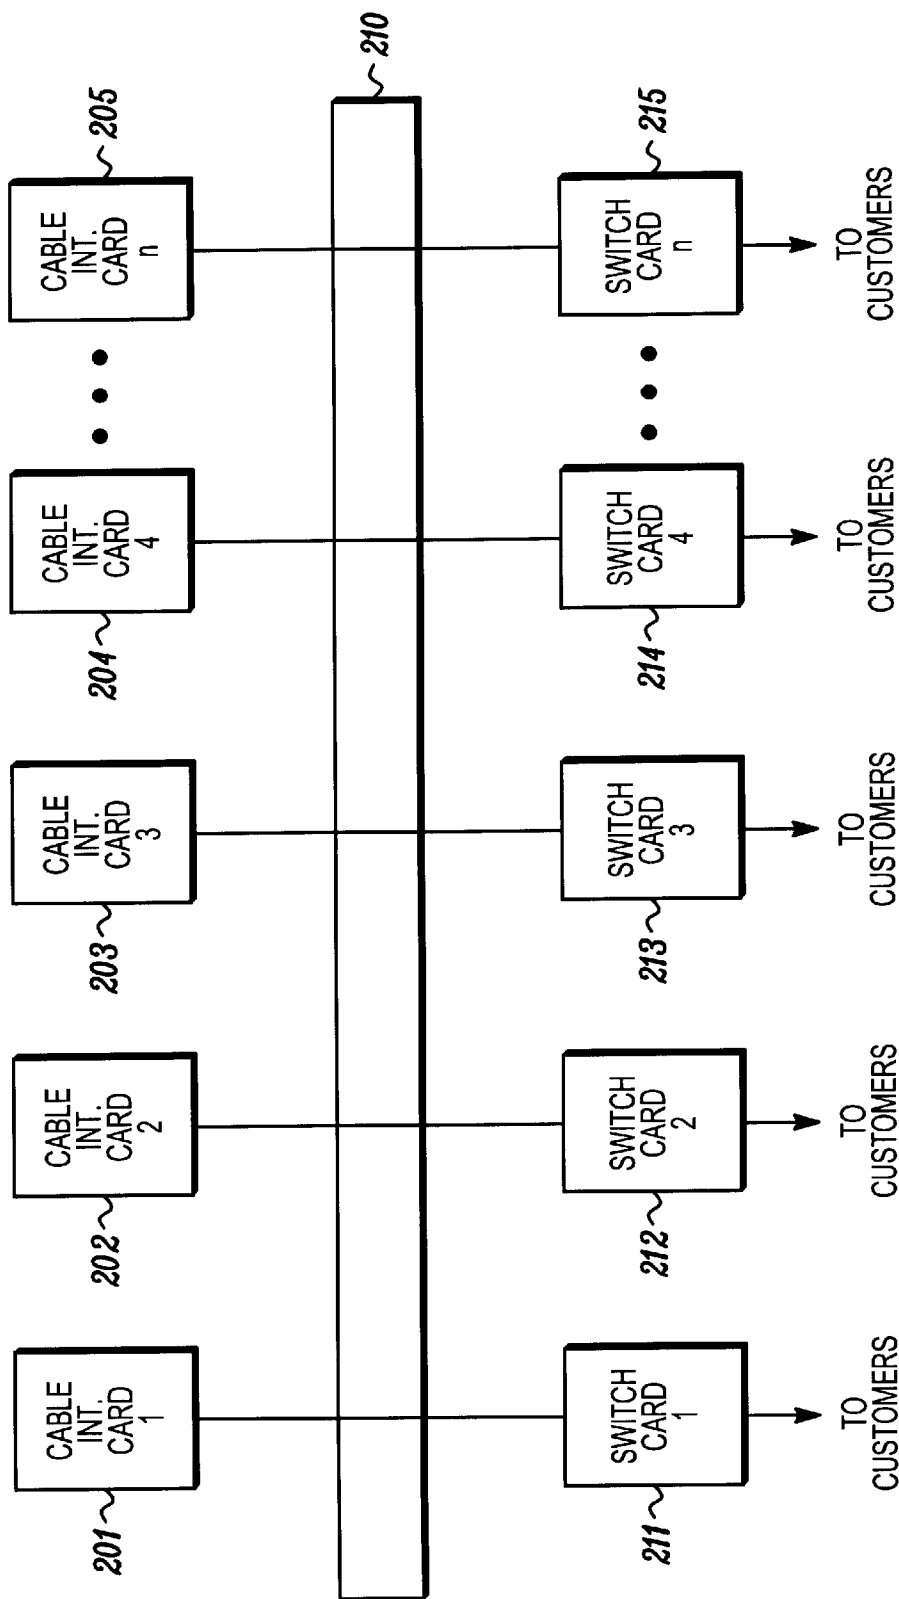 201
CABLE
INT.
CARD
1
202
CABLE
INT.
CARD
2
203
CABLE
INT.
CARD
3
204
CABLE
INT.
CARD
4
205
CABLE
INT.
CARD
n
210
211
SWITCH
CARD
1
212
SWITCH
CARD
2
213
SWITCH
CARD
3
214
SWITCH
CARD
4
215
SWITCH
CARD
n
TO
CUSTOMERS
TO
CUSTOMERS
TO
CUSTOMERS
TO
CUSTOMERS
TO
CUSTOMERS